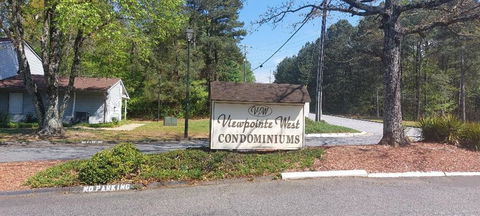 VW
Viewpointe West
CONDOMINIUMS
NO PARKING